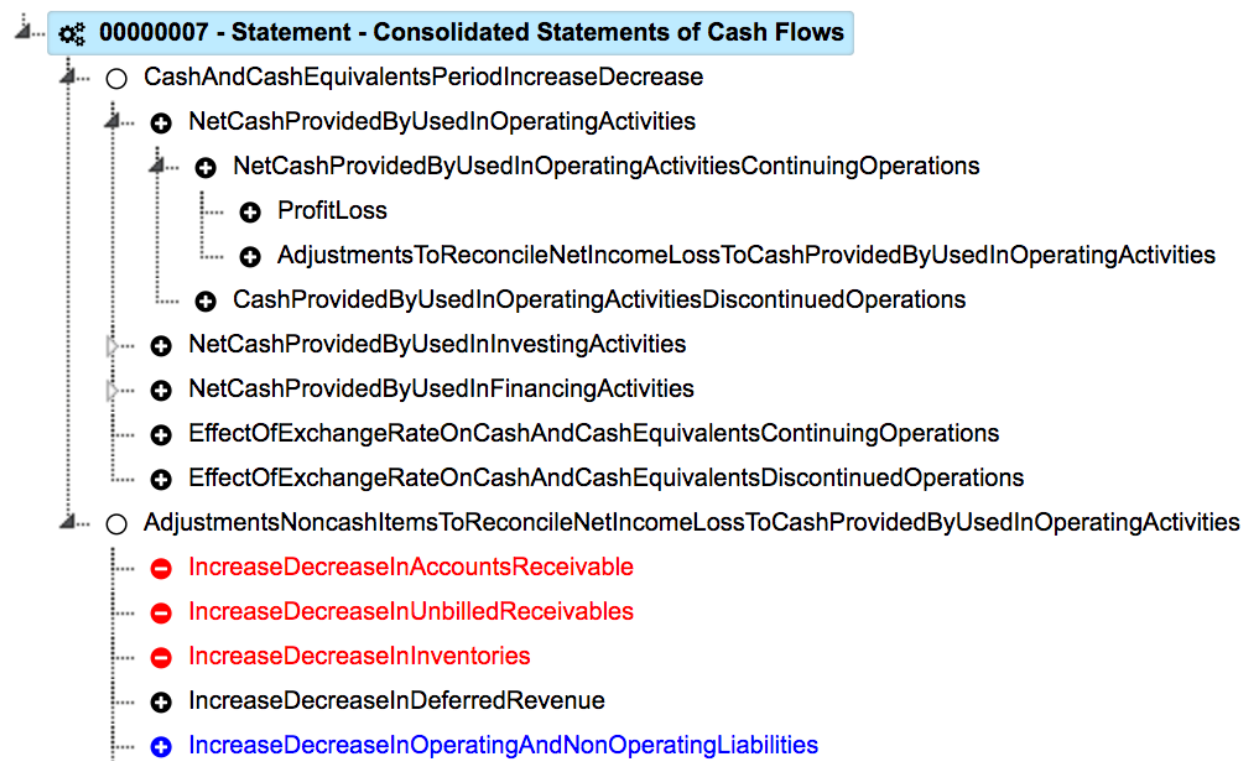 00000007 - Statement - Consolidated Statements of Cash Flows
CashAndCashEquivalentsPeriodIncreaseDecrease
NetCashProvidedByUsedInOperatingActivities
NetCashProvidedByUsedInOperatingActivitiesContinuingOperations
ProfitLoss
AdjustmentsToReconcileNetIncomeLossToCashProvidedByUsedInOperatingActivities
CashProvidedByUsedInOperatingActivitiesDiscontinuedOperations
NetCashProvidedByUsedInInvestingActivities
NetCashProvidedByUsedInFinancingActivities
EffectOfExchangeRateOnCashAndCashEquivalentsContinuingOperations
EffectOfExchangeRateOnCashAndCashEquivalentsDiscontinuedOperations
AdjustmentsNoncashItemsToReconcileNetIncomeLossToCashProvidedByUsedInOperatingActivities
IncreaseDecreaseInAccountsReceivable
IncreaseDecreaseInUnbilledReceivables
IncreaseDecreaseInInventories
IncreaseDecreaseInDeferredRevenue
IncreaseDecreaseInOperatingAndNonOperatingLiabilities